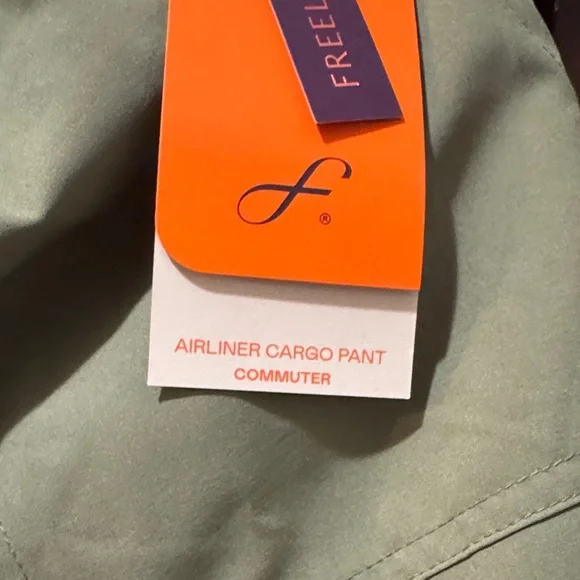 FREEL
®
AIRLINER CARGO PANT
COMMUTER